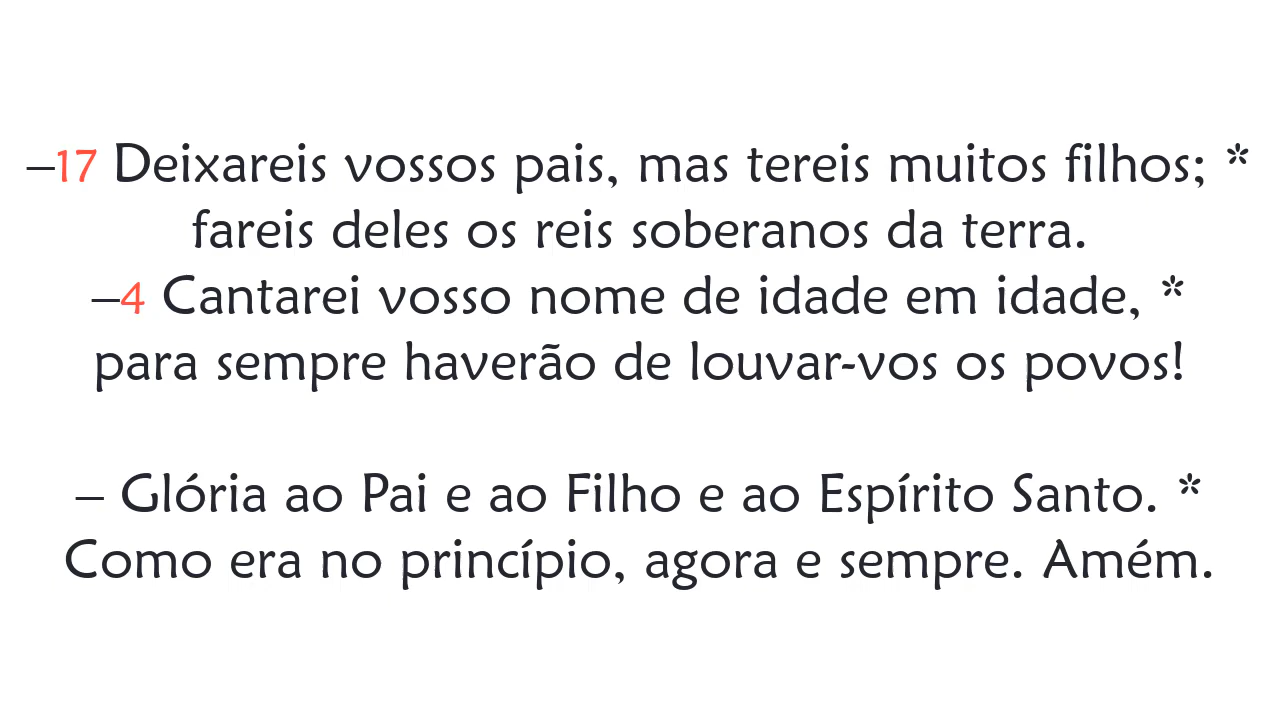 –17 Deixareis vossos pais, mas tereis muitos filhos; *
fareis deles os reis soberanos da terra.
–4 Cantarei vosso nome de idade em idade, *
para sempre haverão de louvar-vos os povos!
– Glória ao Pai e ao Filho e ao Espírito Santo. *
Como era no princípio, agora e sempre. Amém.